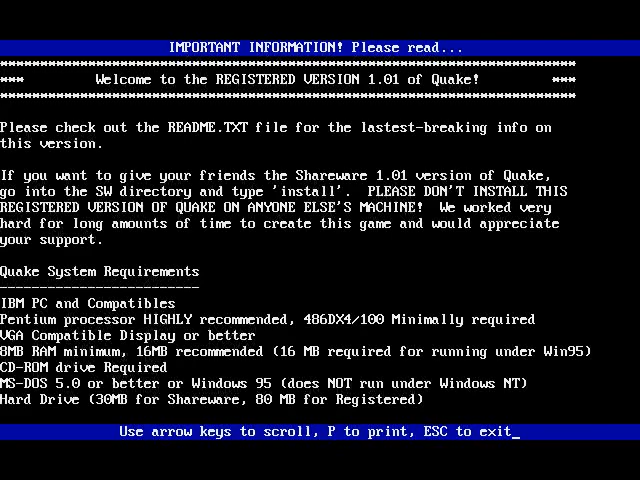 IMPORTANT INFORMATION! Please read...
************************************************************************
***         Welcome to the REGISTERED VERSION 1.01 of Quake!         ***
************************************************************************
Please check out the README.TXT file for the lastest-breaking info on
this version.
If you want to give your friends the Shareware 1.01 version of Quake,
go into the SW directory and type 'install'.  PLEASE DON'T INSTALL THIS
REGISTERED VERSION OF QUAKE ON ANYONE ELSE'S MACHINE!  We worked very
hard for long amounts of time to create this game and would appreciate
your support.
Quake System Requirements
-------------------------
IBM PC and Compatibles
Pentium processor HIGHLY recommended, 486DX4/100 Minimally required
VGA Compatible Display or better
8MB RAM minimum, 16MB recommended (16 MB required for running under Win95)
CD-ROM drive Required
MS-DOS 5.0 or better or Windows 95 (does NOT run under Windows NT)
Hard Drive (30MB for Shareware, 80 MB for Registered)
Use arrow keys to scroll, P to print, ESC to exit_